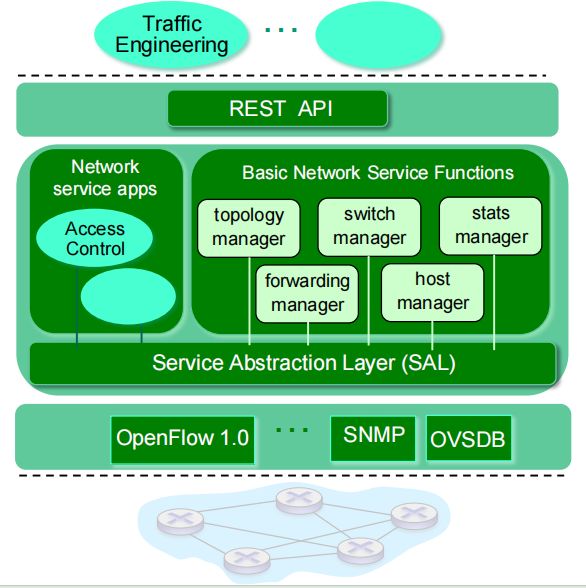 Traffic
Engineering
...
REST API
Network
service apps
Basic Network Service Functions
Access
Control
topology
manager
switch
manager
stats
manager
forwarding
manager
host
manager
Service Abstraction Layer (SAL)
OpenFlow 1.0
...
SNMP
OVSDB